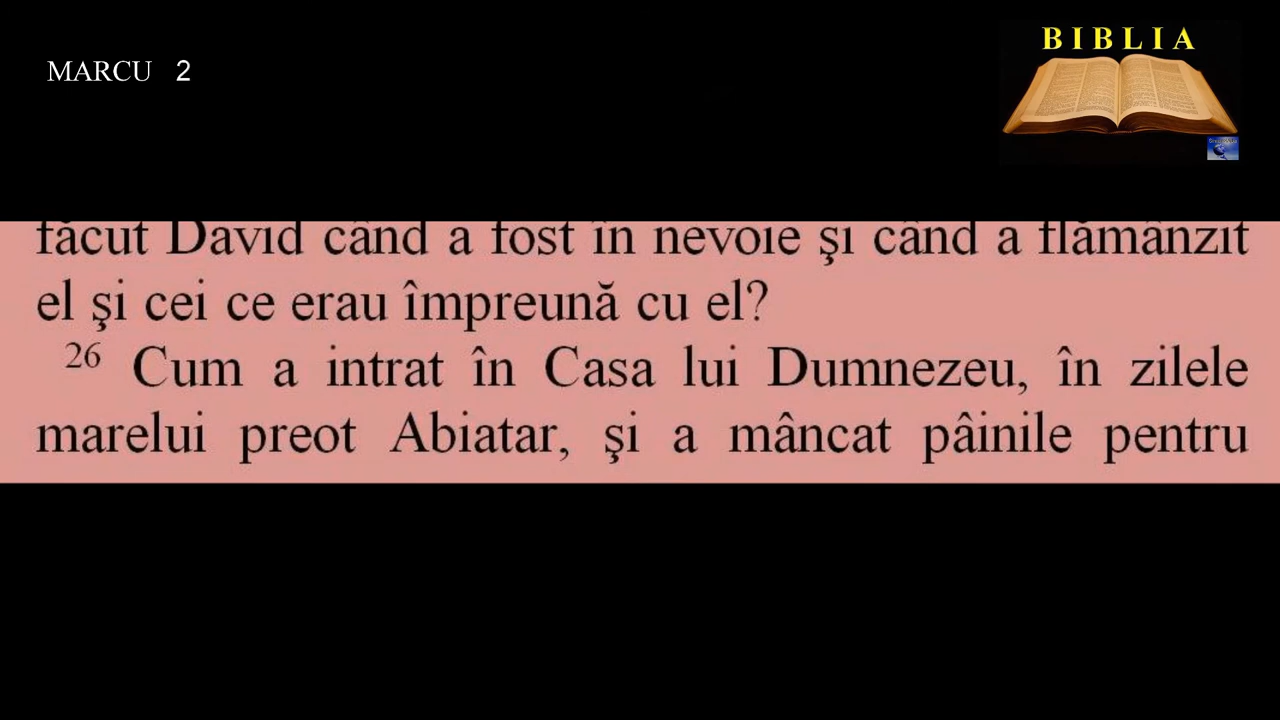 BIBLIA
MARCU 2
făcut David când a fost în nevoie şi când a flămânzit
el şi cei ce erau împreună cu el?
26 Cum a intrat în Casa lui Dumnezeu, în zilele
marelui preot Abiatar, şi a mâncat pâinile pentru